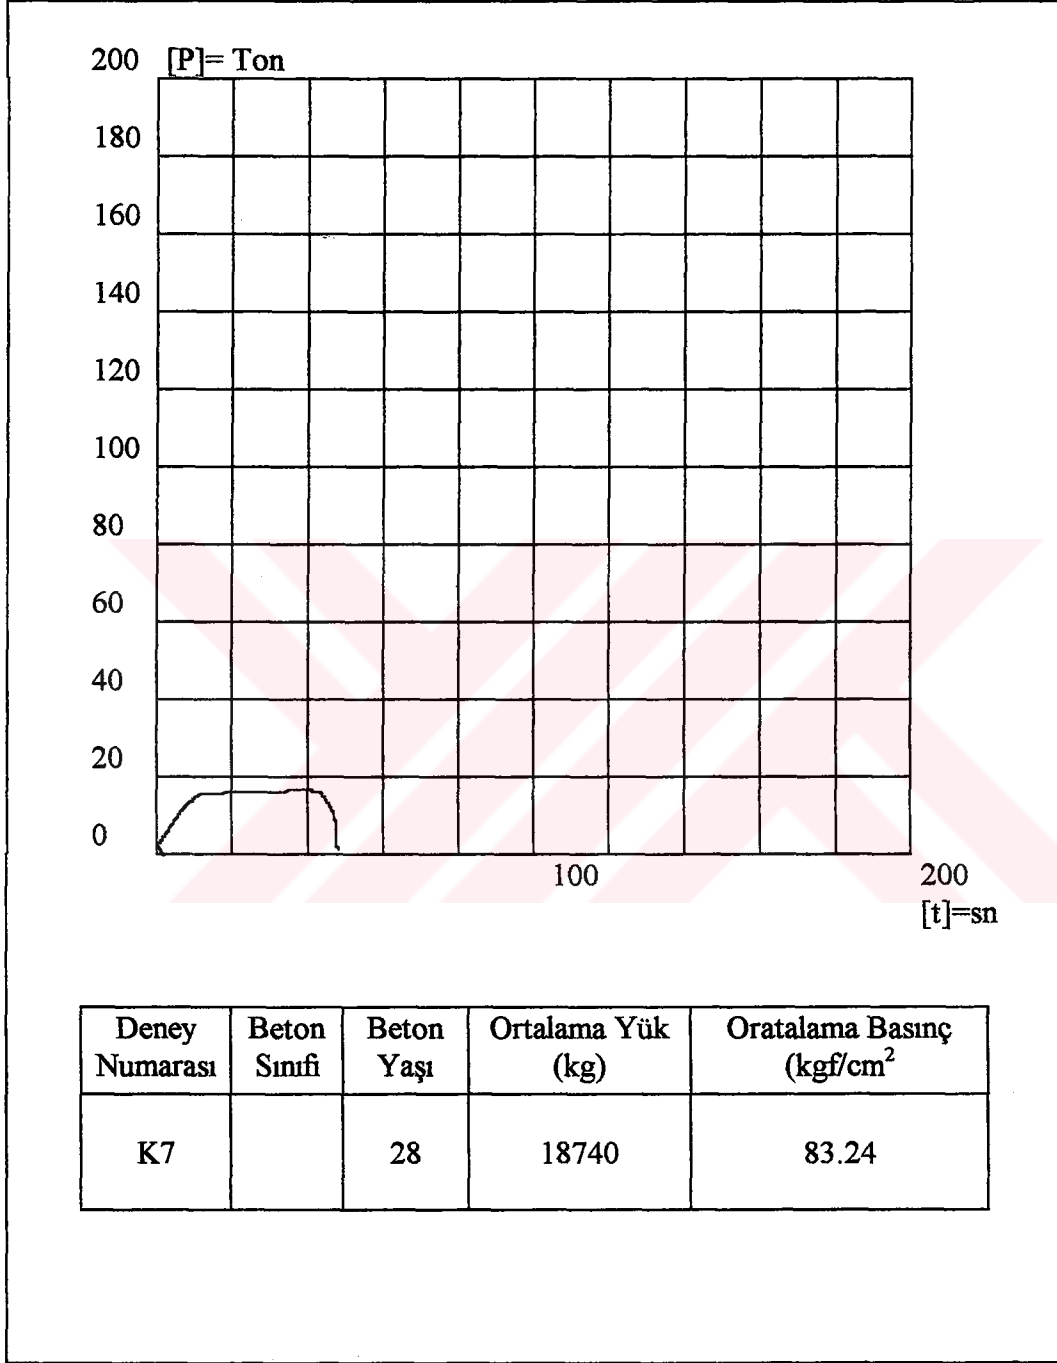 200 [P]= Ton
180
160
140
120
100
80
60
40
20
0
100 200
[t]=sn
Deney Numarası Beton Sınıfi Beton Yaşı Ortalama Yük (kg) Oratalama Basınç (kgf/cm²
K7 28 18740 83.24